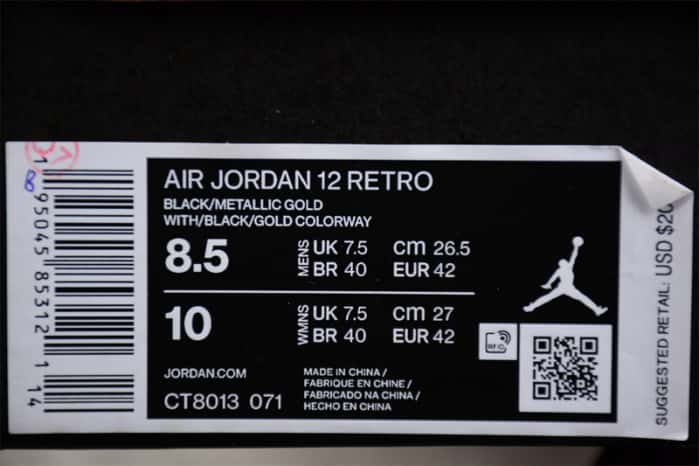 1 95045 85312 1 14
8
AIR JORDAN 12 RETRO
BLACK/METALLIC GOLD
WITH/BLACK/GOLD COLORWAY
8.5 MENS UK 7.5 cm 26.5
BR 40 EUR 42
10 WMNS UK 7.5 cm 27
BR 40 EUR 42
JORDAN.COM
CT8013 071
MADE IN CHINA /
FABRIQUE EN CHINE /
FABRICADO NA CHINA /
HECHO EN CHINA
SUGGESTED RETAIL: USD $20